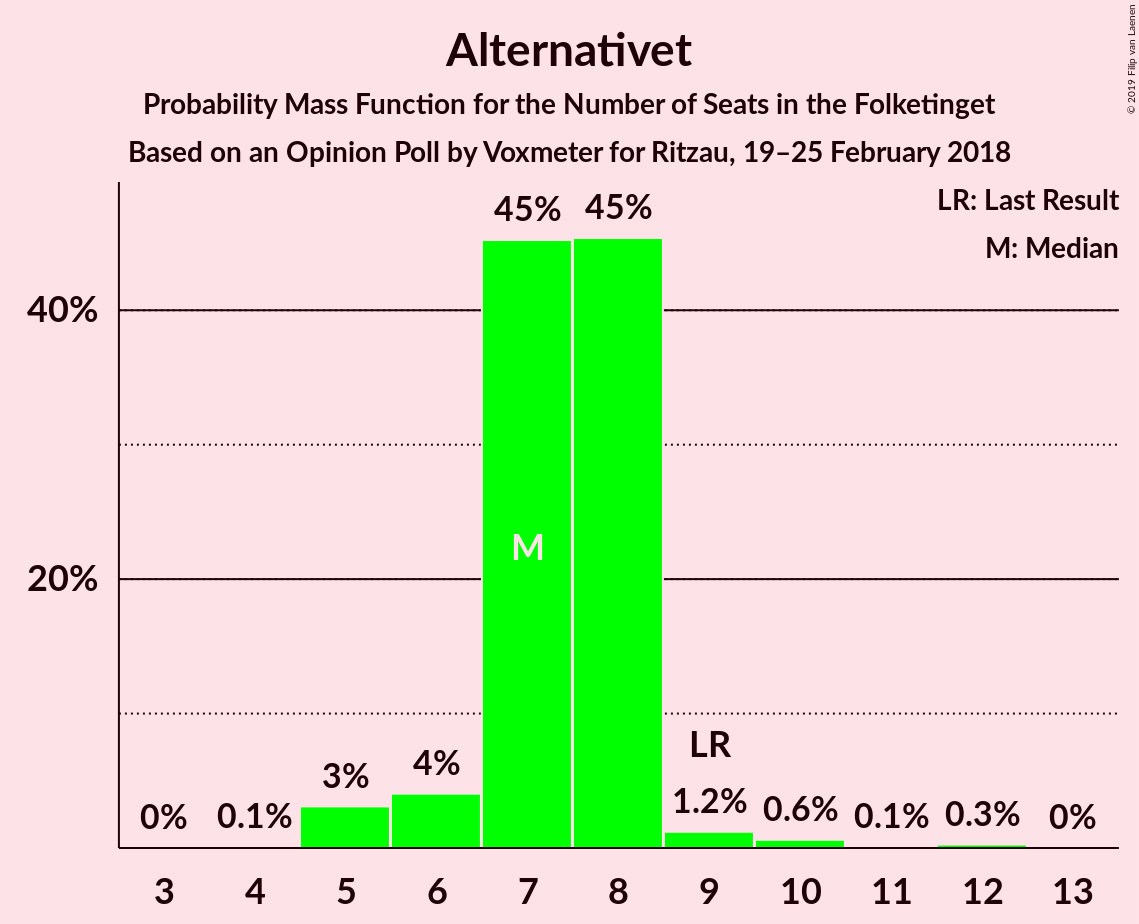 Alternativet
Probability Mass Function for the Number of Seats in the Folketinget
Based on an Opinion Poll by Voxmeter for Ritzau, 19–25 February 2018
© 2019 Filip van Laenen
LR: Last Result
M: Median
45% 45%
40%
M
20%
LR
0% 0.1% 3% 4% 1.2% 0.6% 0.1% 0.3% 0%
3 4 5 6 7 8 9 10 11 12 13